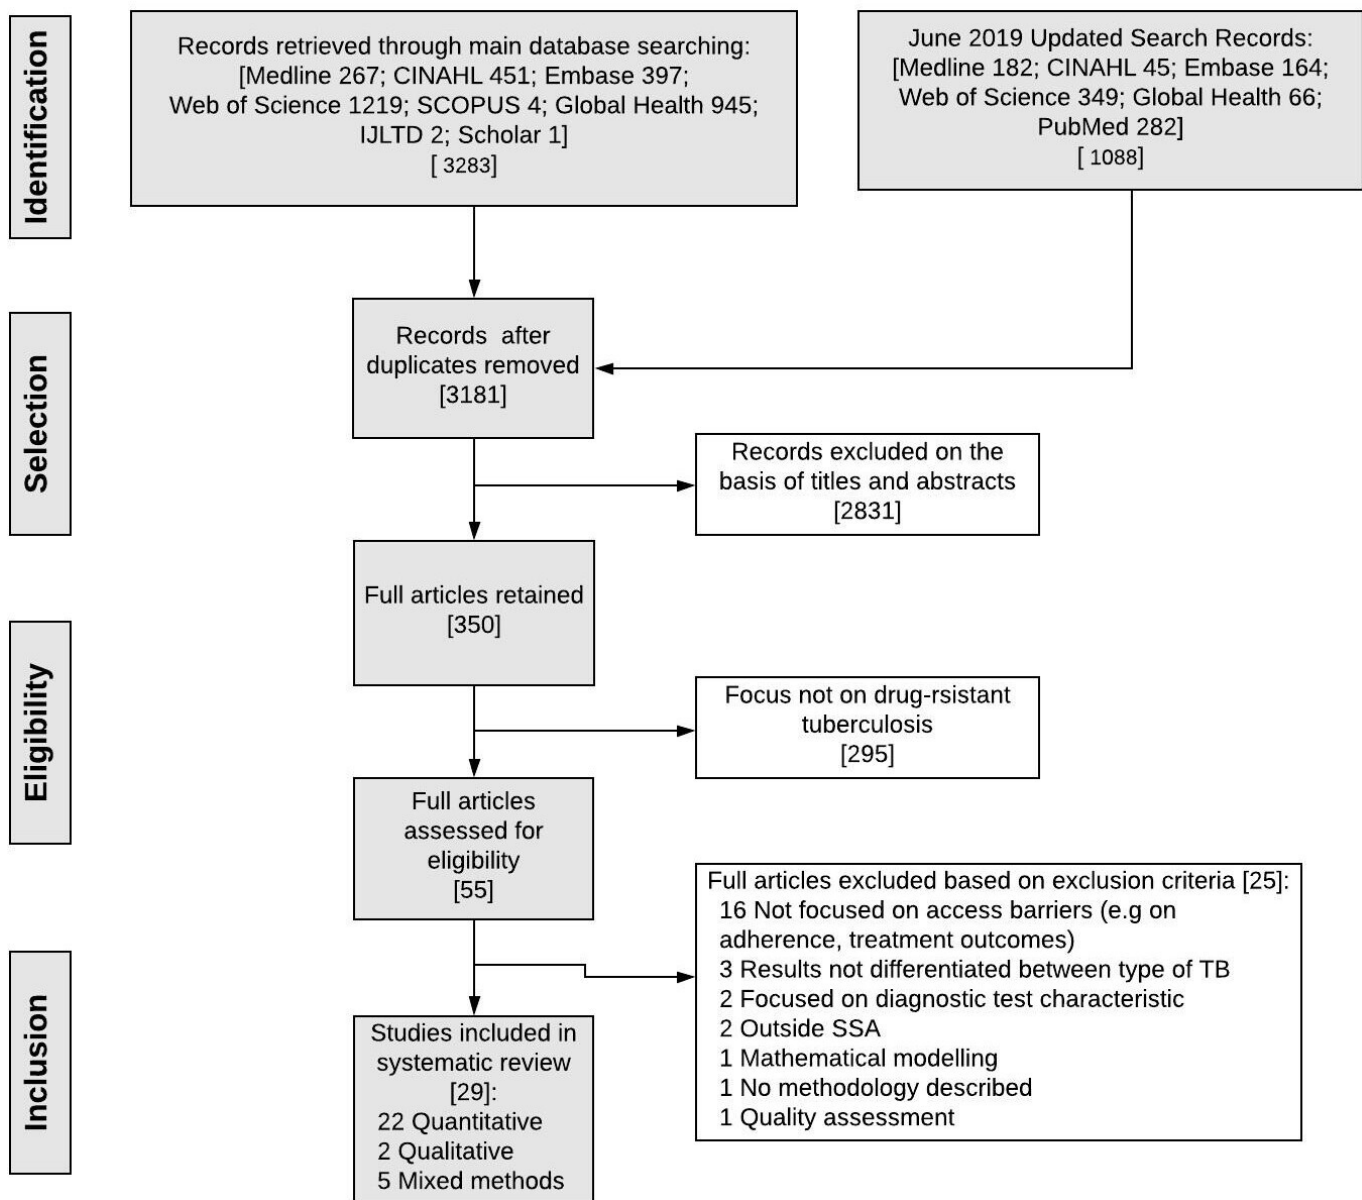 Identification
Records retrieved through main database searching:
[Medline 267; CINAHL 451; Embase 397;
Web of Science 1219; SCOPUS 4; Global Health 945;
IJLTD 2; Scholar 1]
[ 3283]
June 2019 Updated Search Records:
[Medline 182; CINAHL 45; Embase 164;
Web of Science 349; Global Health 66;
PubMed 282]
[ 1088]
Selection
Records after
duplicates removed
[3181]
Records excluded on the
basis of titles and abstracts
[2831]
Full articles retained
[350]
Eligibility
Focus not on drug-rsistant
tuberculosis
[295]
Full articles
assessed for
eligibility
[55]
Full articles excluded based on exclusion criteria [25]:
16 Not focused on access barriers (e.g on
adherence, treatment outcomes)
3 Results not differentiated between type of TB
2 Focused on diagnostic test characteristic
2 Outside SSA
1 Mathematical modelling
1 No methodology described
1 Quality assessment
Inclusion
Studies included in
systematic review
[29]:
22 Quantitative
2 Qualitative
5 Mixed methods